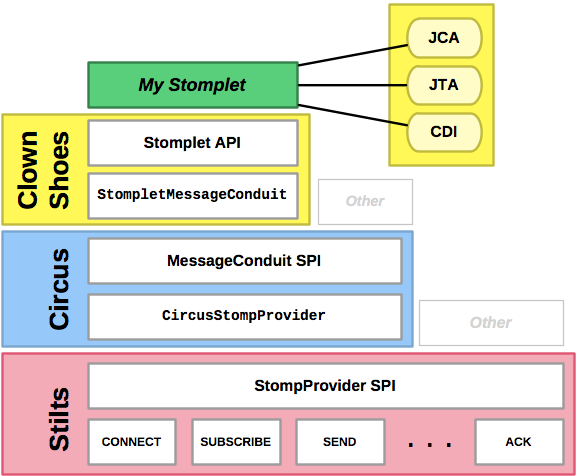 JCA
My Stomplet
JTA
CDI
Clown
Shoes
Stomplet API
StompletMessageConduit
Other
Circus
MessageConduit SPI
CircusStompProvider
Other
Stilts
StompProvider SPI
CONNECT
SUBSCRIBE
SEND
. . .
ACK